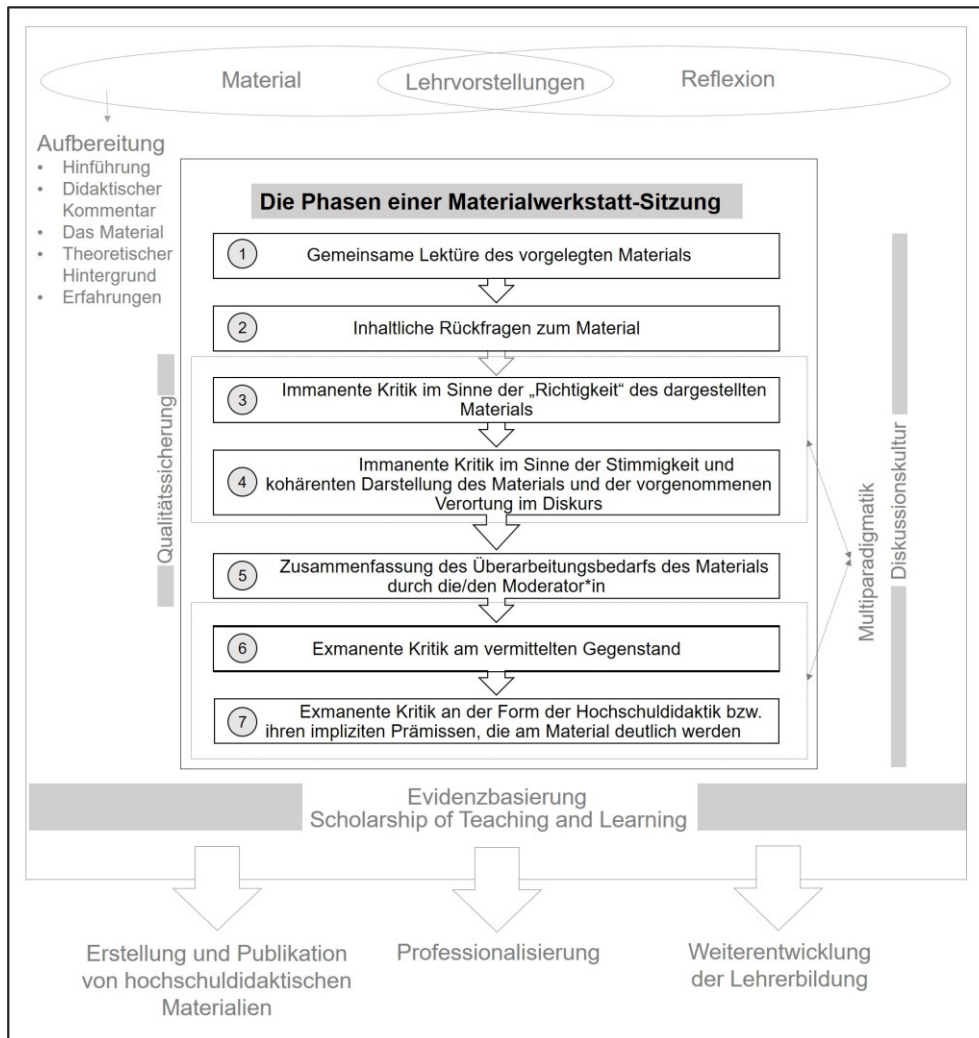 Material
Lehrvorstellungen
Reflexion
Aufbereitung
• Hinführung
• Didaktischer
Kommentar
• Das Material
• Theoretischer
Hintergrund
• Erfahrungen
Die Phasen einer Materialwerkstatt-Sitzung
1 Gemeinsame Lektüre des vorgelegten Materials
2 Inhaltliche Rückfragen zum Material
3 Immanente Kritik im Sinne der „Richtigkeit“ des dargestellten
Materials
4 Immanente Kritik im Sinne der Stimmigkeit und
kohärenten Darstellung des Materials und der vorgenommenen
Verortung im Diskurs
5 Zusammenfassung des Überarbeitungsbedarfs des Materials
durch die/den Moderator*in
6 Exmanente Kritik am vermittelten Gegenstand
7 Exmanente Kritik an der Form der Hochschuldidaktik bzw.
ihren impliziten Prämissen, die am Material deutlich werden
Qualitätssicherung
Multiparadigmatik
Diskussionskultur
Evidenzbasierung
Scholarship of Teaching and Learning
Erstellung und Publikation
von hochschuldidaktischen
Materialien
Professionalisierung
Weiterentwicklung
der Lehrerbildung